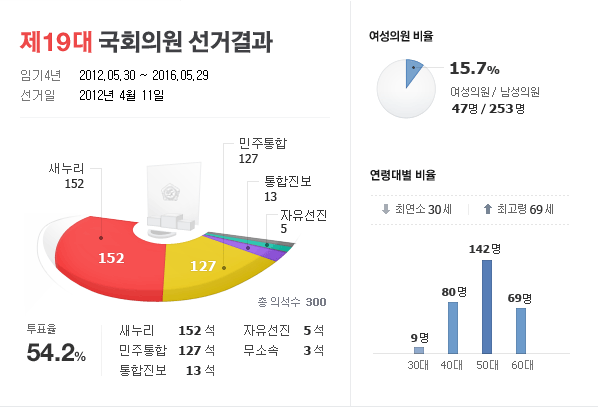 제19대 국회의원 선거결과
임기4년 2012.05.30 ~ 2016.05.29
선거일 2012년 4월 11일
새누리
152
민주통합
127
통합진보
13
자유선진
5
152
127
총 의석수 300
투표율
54.2%
새누리 152 석
민주통합 127 석
통합진보 13 석
자유선진 5 석
무소속 3 석
여성의원 비율
15.7%
여성의원 / 남성의원
47명 / 253명
연령대별 비율
최연소 30세
최고령 69세
9명
80명
142명
69명
30대 40대 50대 60대